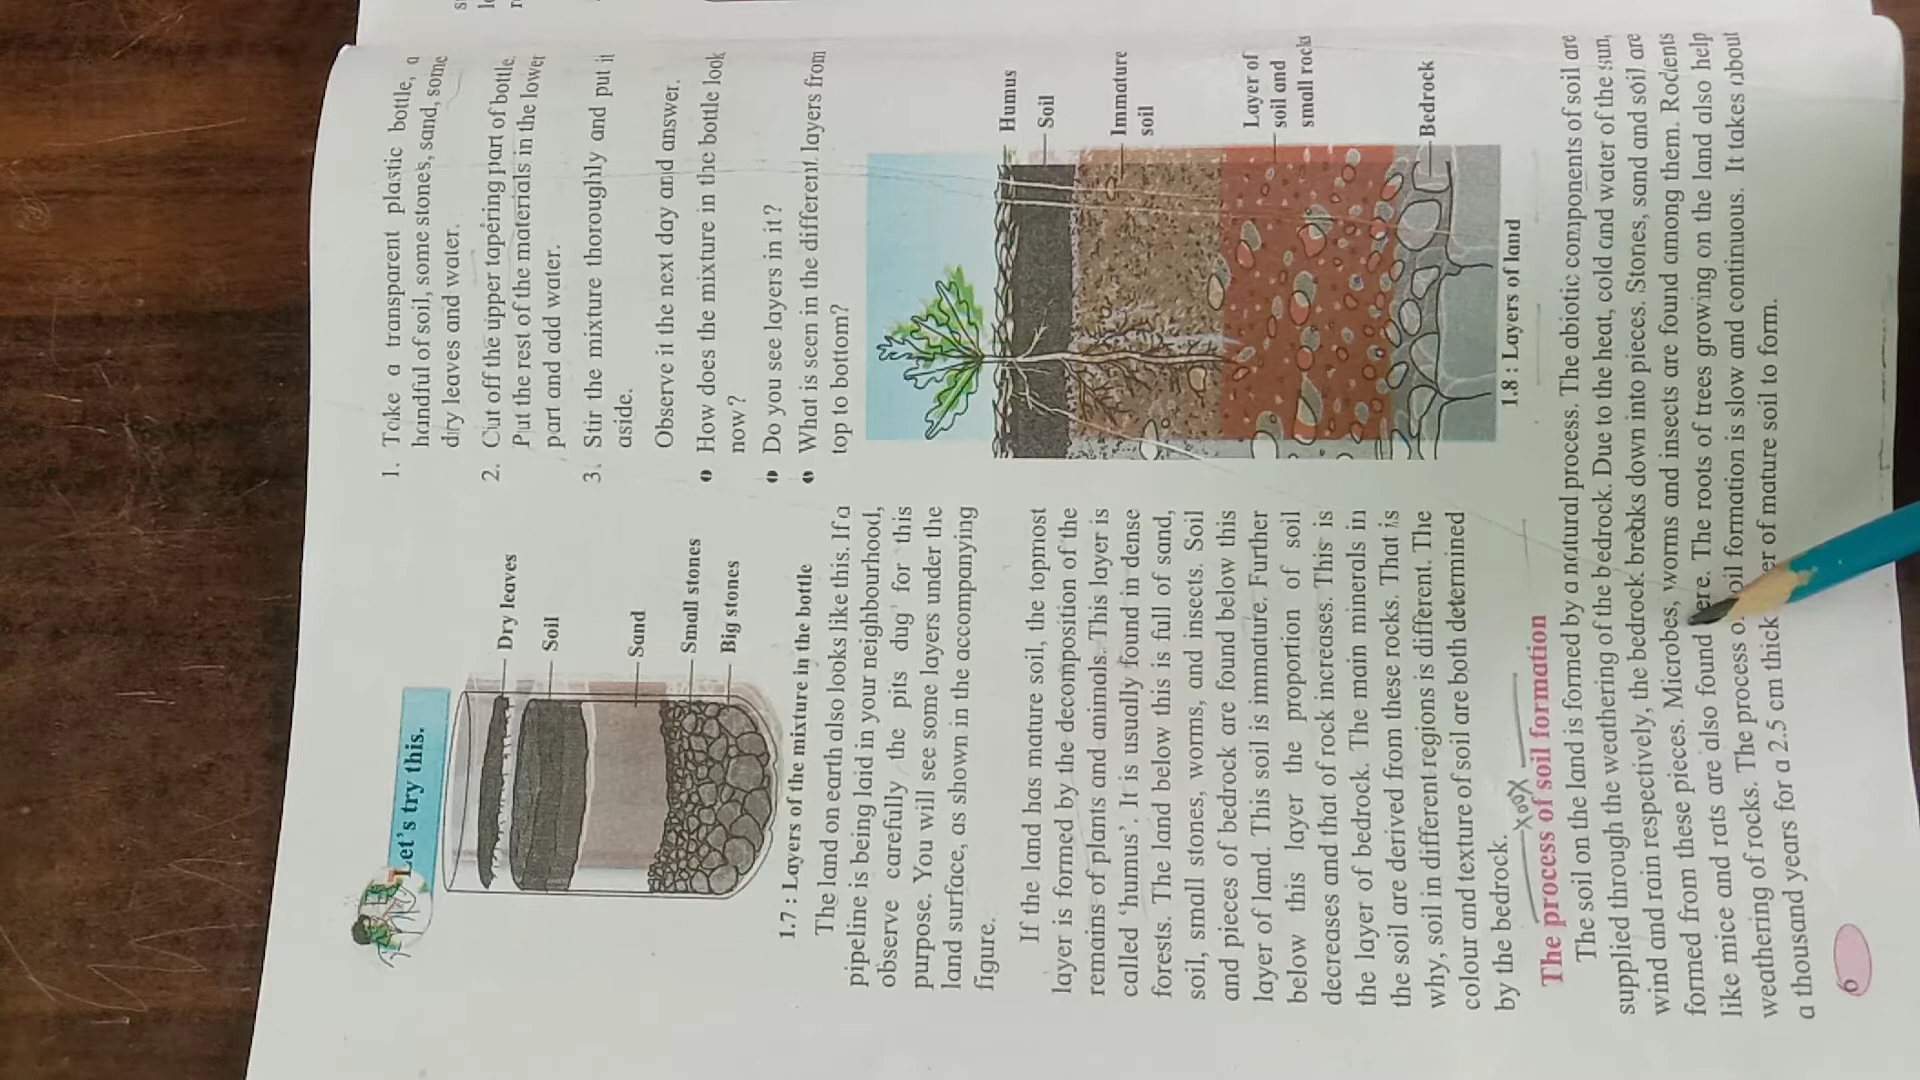 Let's try this.
Dry leaves
Soil
Sand
Small stones
Big stones
1.7 : Layers of the mixture in the bottle
The land on earth also looks like this. If a
pipeline is being laid in your neighbourhood,
observe carefully the pits dug for this
purpose. You will see some layers under the
land surface, as shown in the accompanying
figure.
If the land has mature soil, the topmost
layer is formed by the decomposition of the
remains of plants and animals. This layer is
called 'humus'. It is usually found in dense
forests. The land below this is full of sand,
soil, small stones, worms, and insects. Soil
and pieces of bedrock are found below this
layer of land. This soil is immature. Further
below this layer the proportion of soil
decreases and that of rock increases. This is
the layer of bedrock. The main minerals in
the soil are derived from these rocks. That is
why, soil in different regions is different. The
colour and texture of soil are both determined
by the bedrock.
1. Take a transparent plastic bottle, a
handful of soil, some stones, sand, some
dry leaves and water.
2. Cut off the upper tapering part of bottle.
Put the rest of the materials in the lower
part and add water.
3. Stir the mixture thoroughly and put it
aside.
Observe it the next day and answer.
How does the mixture in the bottle look
now?
Do you see layers in it?
What is seen in the different layers from
top to bottom?
Humus
Soil
Immature
soil
Layer of
soil and
small rocks
Bedrock
1.8 : Layers of land
The process of soil formation
The soil on the land is formed by a natural process. The abiotic components of soil are
supplied through the weathering of the bedrock. Due to the heat, cold and water of the sun,
wind and rain respectively, the bedrock breaks down into pieces. Stones, sand and soil are
formed from these pieces. Microbes, worms and insects are found among them. Rodents
like mice and rats are also found ere. The roots of trees growing on the land also help
weathering of rocks. The process o oil formation is slow and continuous. It takes about
a thousand years for a 2.5 cm thick er of mature soil to form.
6